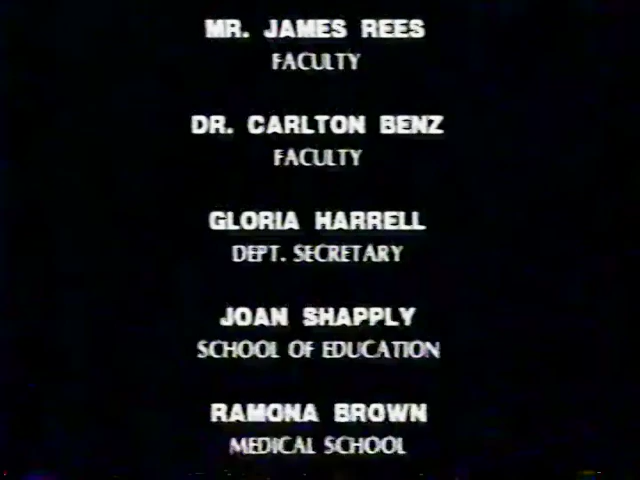 MR. JAMES REES
FACULTY
DR. CARLTON BENZ
FACULTY
GLORIA HARRELL
DEPT. SECRETARY
JOAN SHAPPLY
SCHOOL OF EDUCATION
RAMONA BROWN
MEDICAL SCHOOL